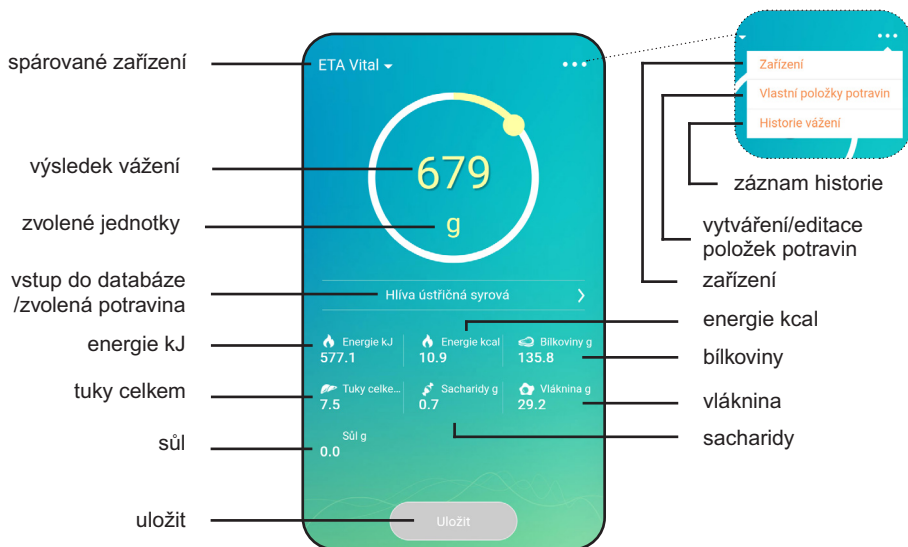 spárované zařízení
výsledek vážení
zvolené jednotky
vstup do databáze
/zvolená potravina
energie kJ
tuky celkem
sůl
uložit
ETA Vital
679
g
Hlíva ústřičná syrová
Energie kJ
577.1
Energie kcal
10.9
Bílkoviny g
135.8
Tuky celke...
7.5
Sacharidy g
0.7
Vláknina g
29.2
Sůl g
0.0
Uložit
Zařízení
Vlastní položky potravin
Historie vážení
záznam historie
vytváření/editace
položek potravin
zařízení
energie kcal
bílkoviny
vláknina
sacharidy